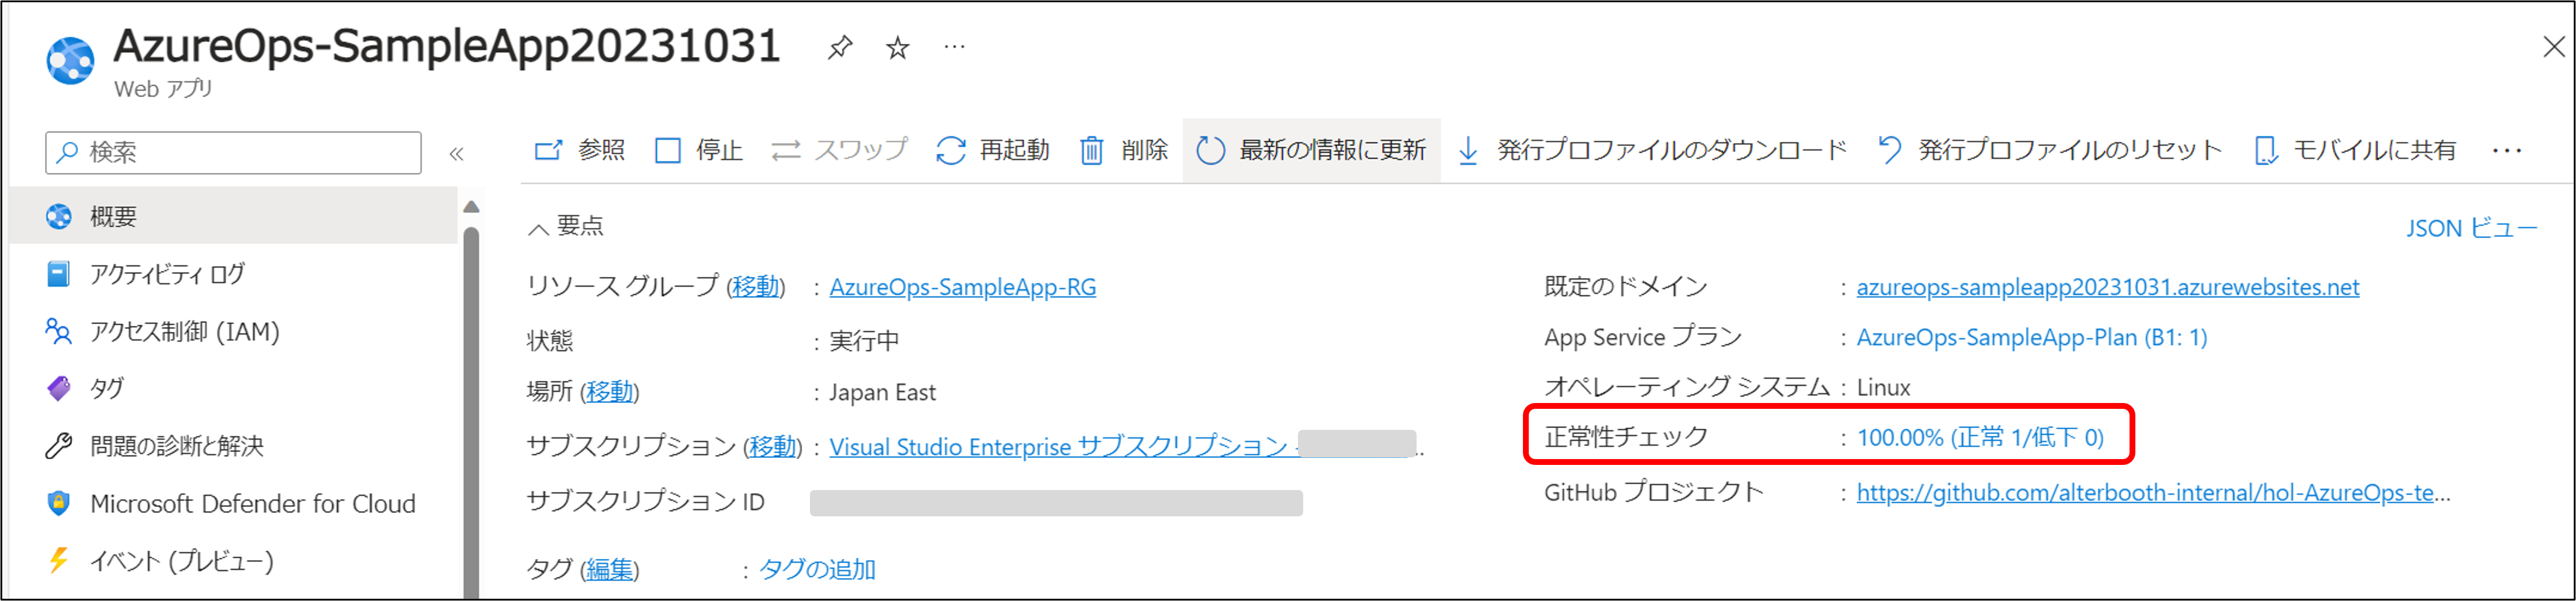 AzureOps-SampleApp20231031
Web アプリ
検索
参照 停止 スワップ 再起動 削除 最新の情報に更新 発行プロファイルのダウンロード 発行プロファイルのリセット モバイルに共有
概要
アクティビティ ログ
アクセス制御 (IAM)
タグ
問題の診断と解決
Microsoft Defender for Cloud
イベント (プレビュー)
要点
JSON ビュー
リソース グループ (移動) : AzureOps-SampleApp-RG
状態 : 実行中
場所 (移動) : Japan East
サブスクリプション (移動) : Visual Studio Enterprise サブスクリプション - ...
サブスクリプション ID
タグ (編集) : タグの追加
既定のドメイン : azureops-sampleapp20231031.azurewebsites.net
App Service プラン : AzureOps-SampleApp-Plan (B1: 1)
オペレーティング システム : Linux
正常性チェック : 100.00% (正常 1/低下 0)
GitHub プロジェクト : https://github.com/alterbooth-internal/hol-AzureOps-te...